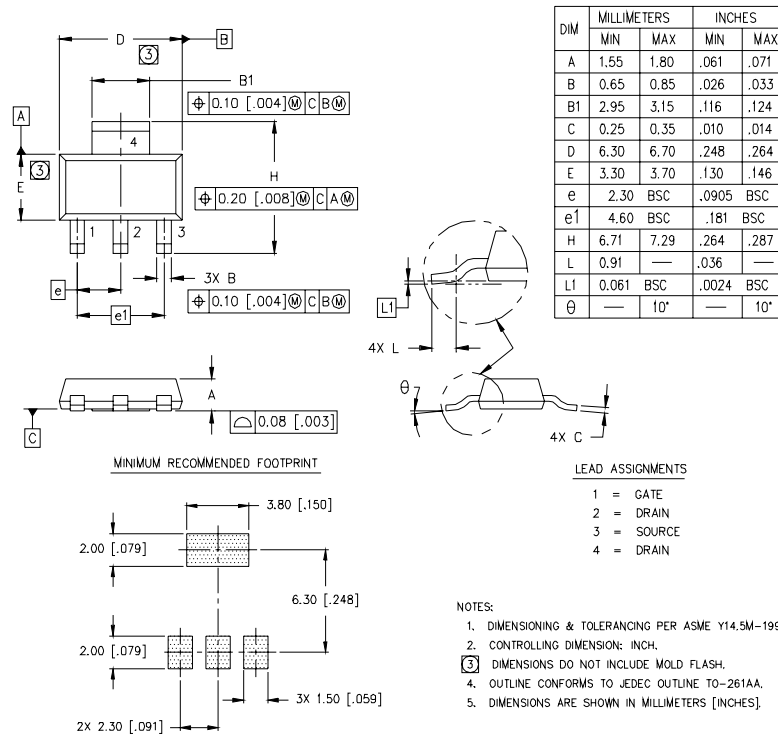 D
B
3
B1
⌖ 0.10 [.004]Ⓜ C BⓂ
A
4
3
E
H
⌖ 0.20 [.008]Ⓜ C AⓂ
1 2 3
3X B
e
⌖ 0.10 [.004]Ⓜ C BⓂ
e1
L1
4X L
A
C
⌓ 0.08 [.003]
θ
4X C
DIM MILLIMETERS INCHES
MIN MAX MIN MAX
A 1.55 1.80 .061 .071
B 0.65 0.85 .026 .033
B1 2.95 3.15 .116 .124
C 0.25 0.35 .010 .014
D 6.30 6.70 .248 .264
E 3.30 3.70 .130 .146
e 2.30 BSC .0905 BSC
e1 4.60 BSC .181 BSC
H 6.71 7.29 .264 .287
L 0.91 — .036 —
L1 0.061 BSC .0024 BSC
θ — 10° — 10°
MINIMUM RECOMMENDED FOOTPRINT
3.80 [.150]
2.00 [.079]
6.30 [.248]
2.00 [.079]
3X 1.50 [.059]
2X 2.30 [.091]
LEAD ASSIGNMENTS
1 = GATE
2 = DRAIN
3 = SOURCE
4 = DRAIN
NOTES:
1. DIMENSIONING & TOLERANCING PER ASME Y14.5M-199
2. CONTROLLING DIMENSION: INCH.
3 DIMENSIONS DO NOT INCLUDE MOLD FLASH.
4. OUTLINE CONFORMS TO JEDEC OUTLINE TO-261AA.
5. DIMENSIONS ARE SHOWN IN MILLIMETERS [INCHES].